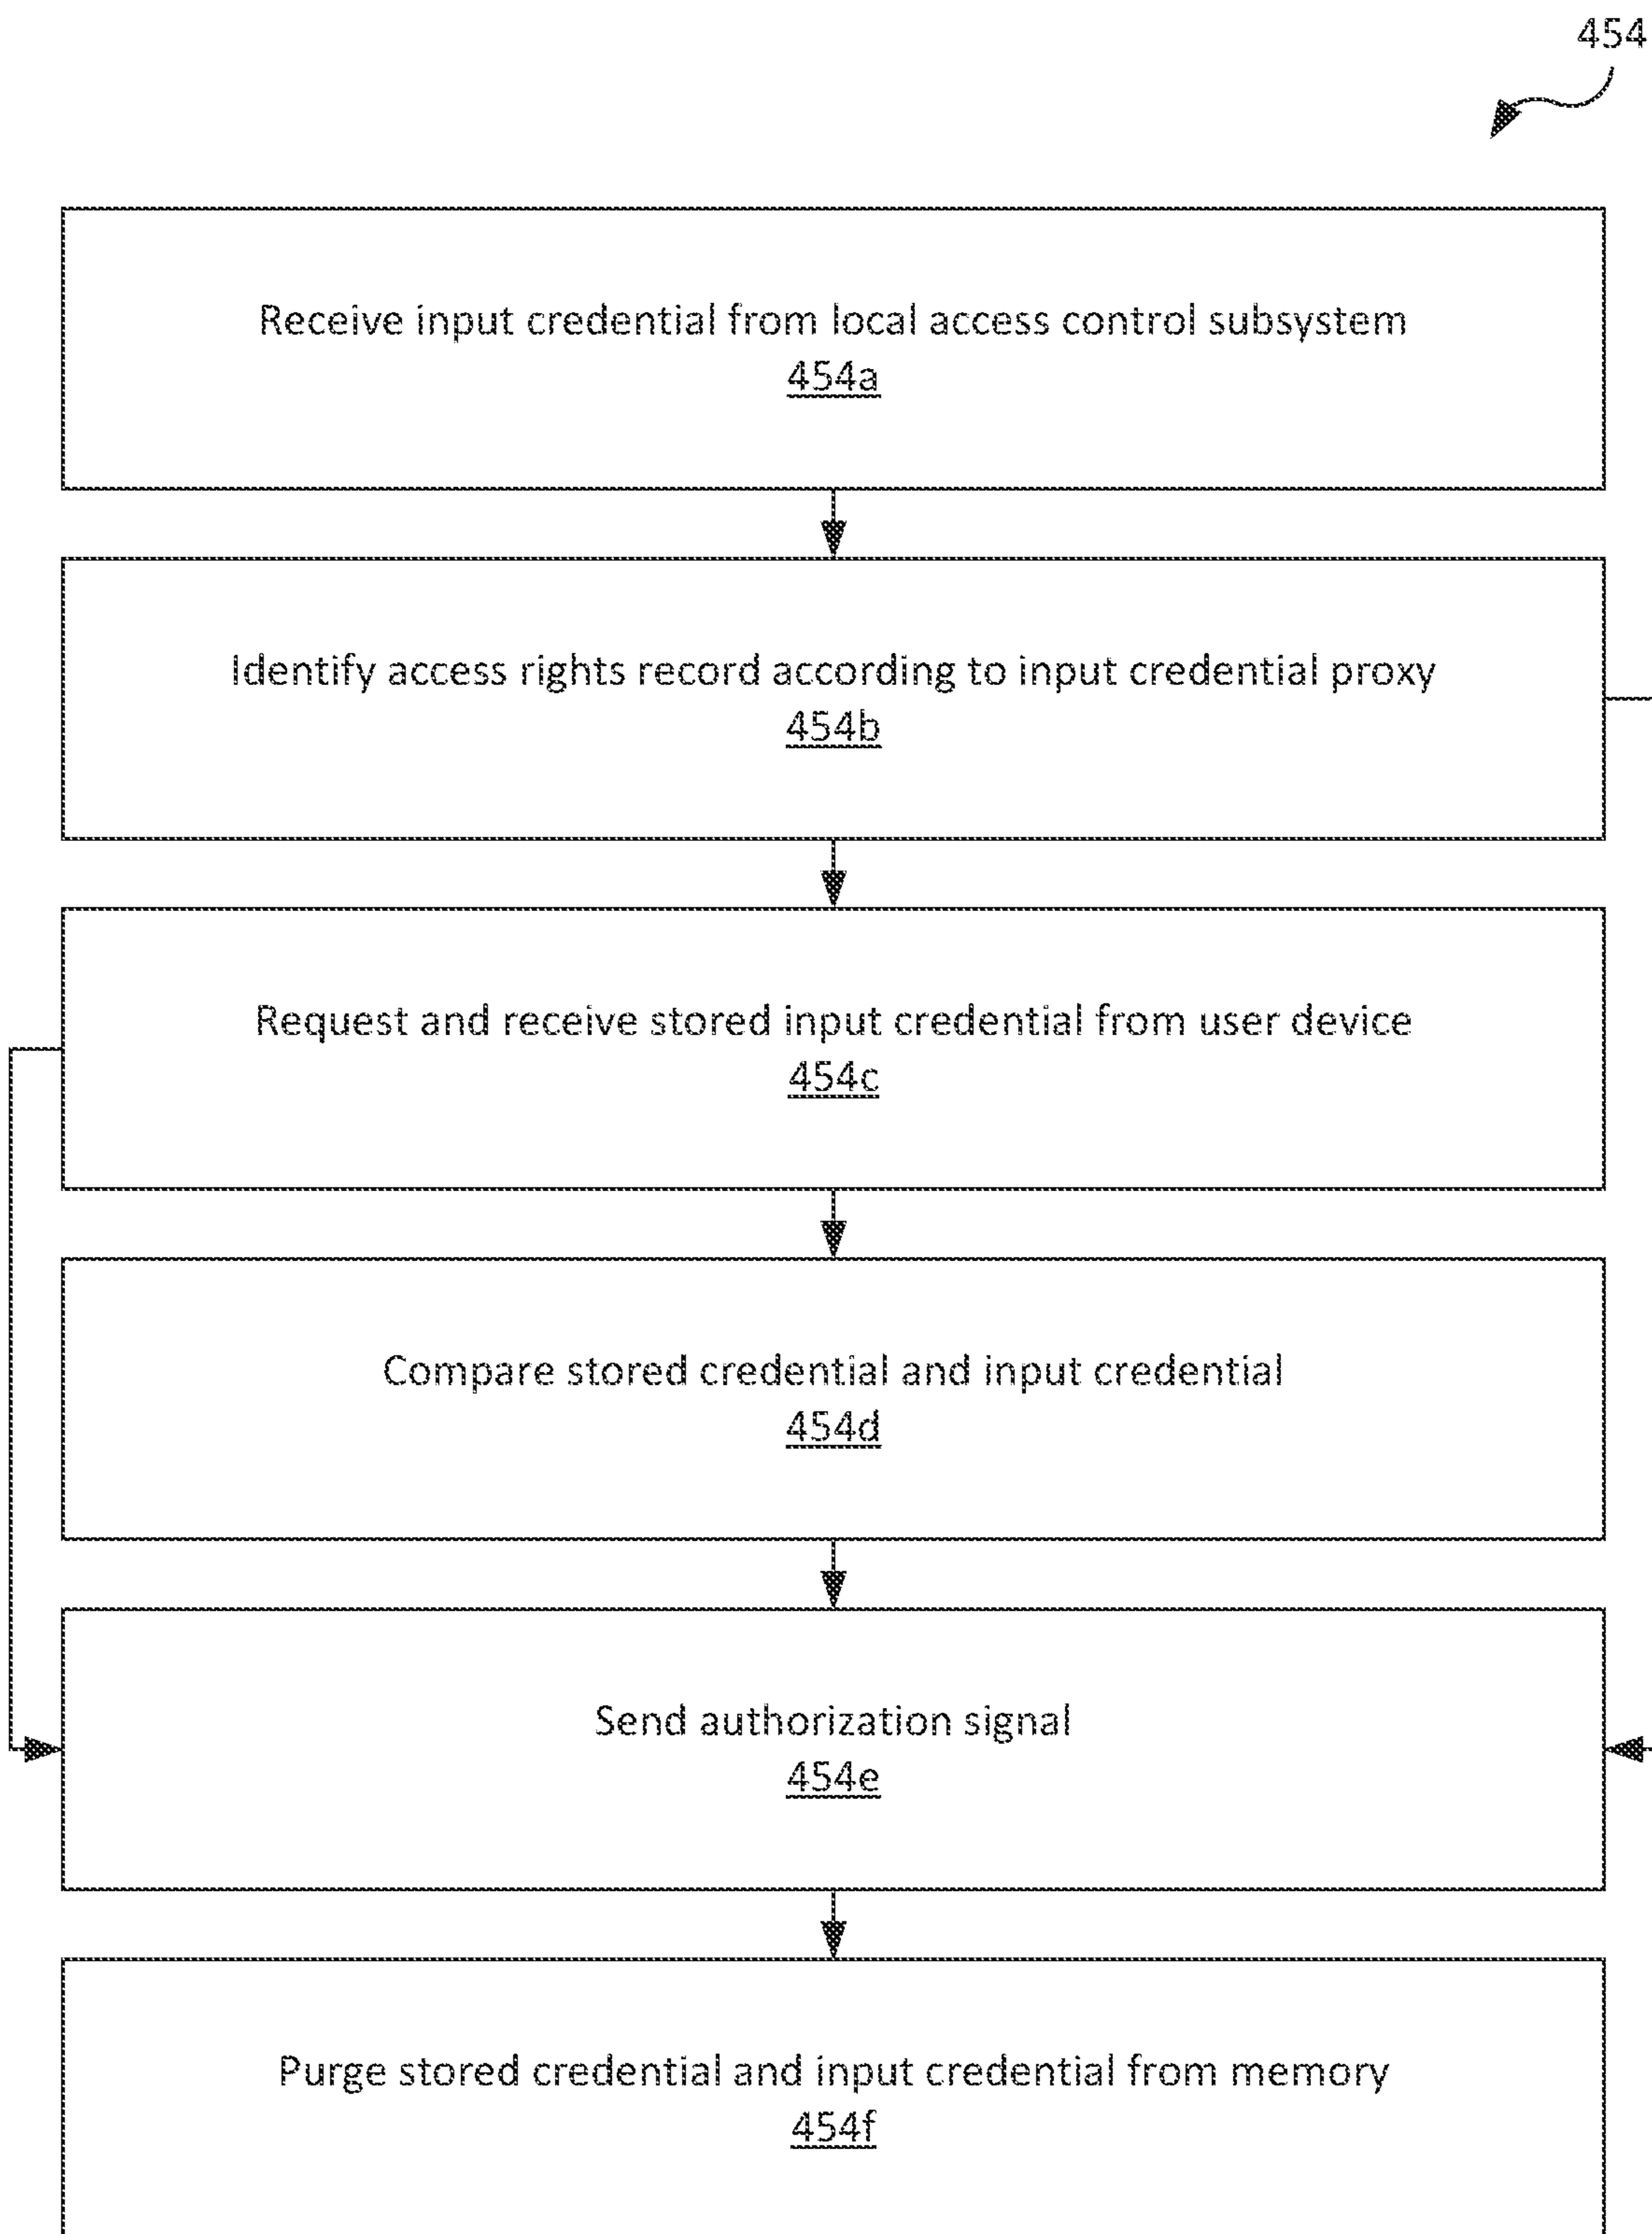 454
Receive input credential from local access control subsystem
454a
Identify access rights record according to input credential proxy
454b
Request and receive stored input credential from user device
454c
Compare stored credential and input credential
454d
Send authorization signal
454e
Purge stored credential and input credential from memory
454f